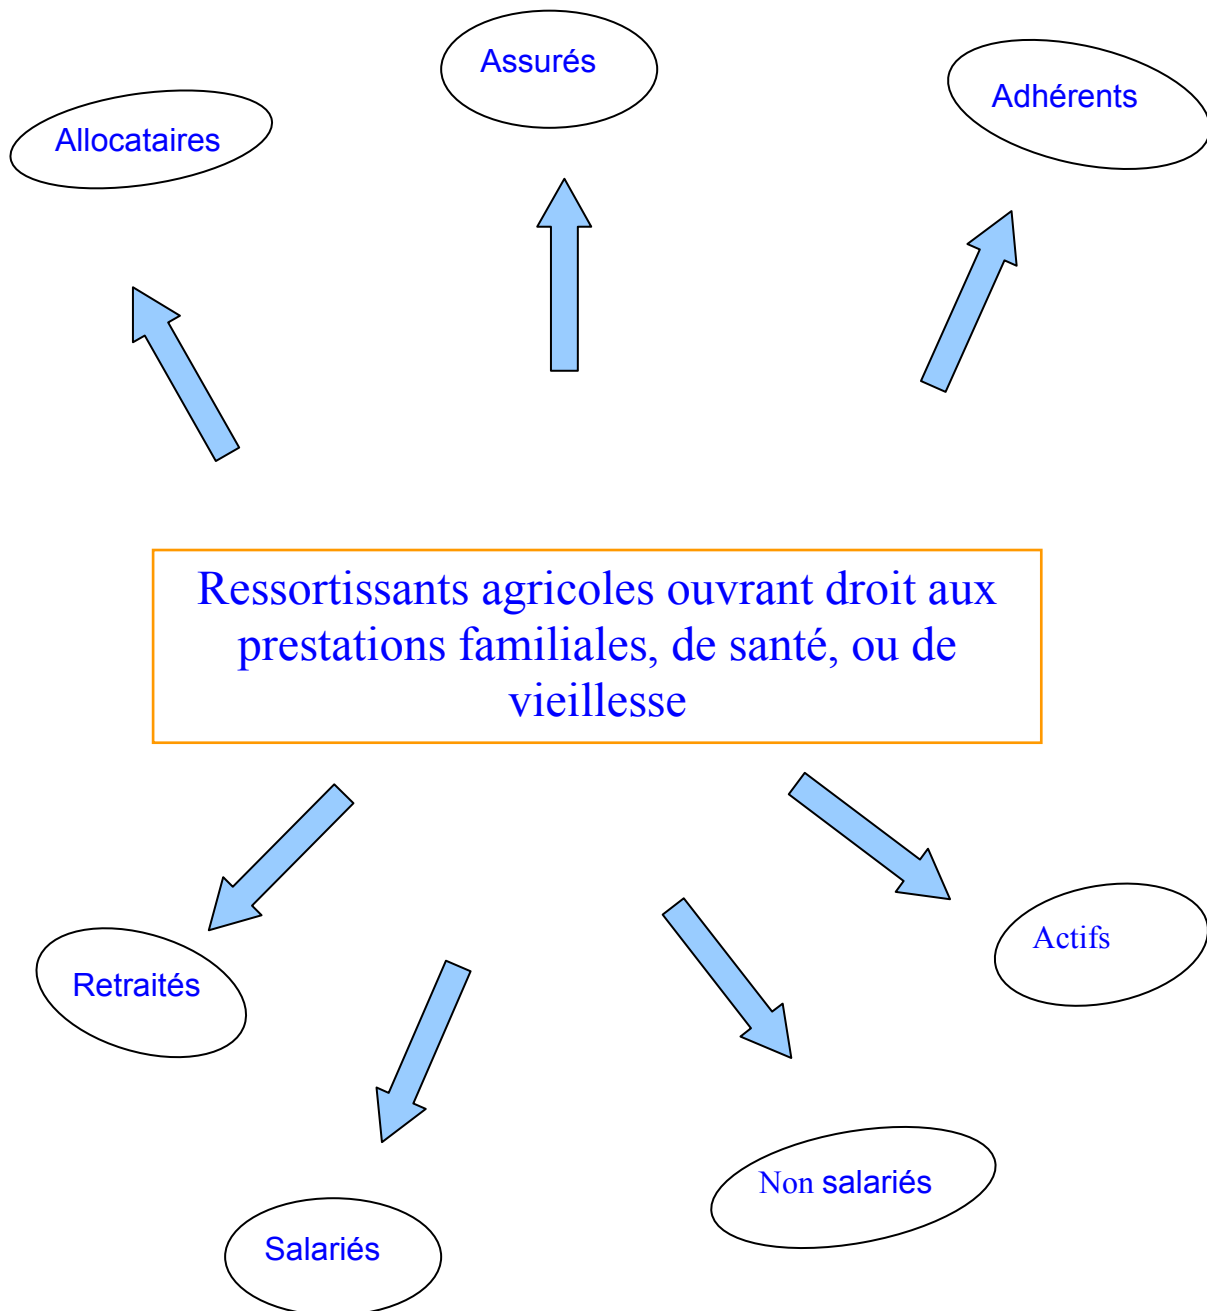 Assurés
Adhérents
Allocataires
Ressortissants agricoles ouvrant droit aux
prestations familiales, de santé, ou de
vieillesse
Actifs
Retraités
Non salariés
Salariés